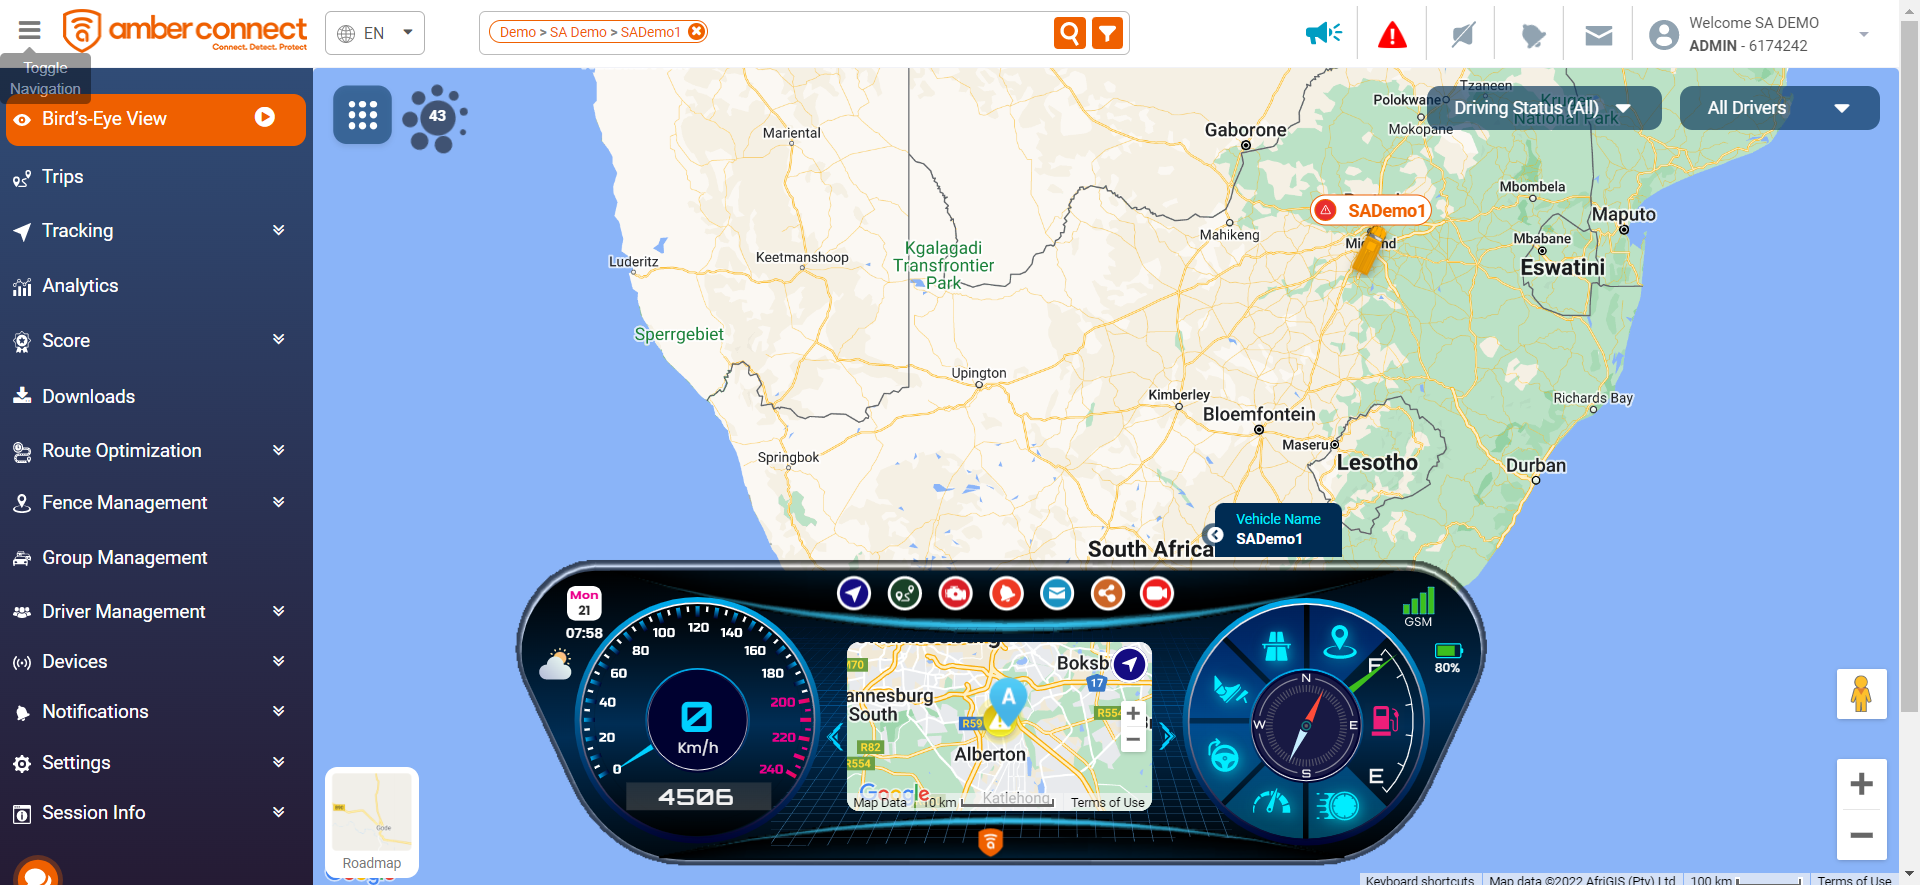 amber connect
Connect. Detect. Protect
EN
Demo > SA Demo > SADemo1
Welcome SA DEMO
ADMIN - 6174242
Toggle
Navigation
Bird's-Eye View
Trips
Tracking
Analytics
Score
Downloads
Route Optimization
Fence Management
Group Management
Driver Management
Devices
Notifications
Settings
Session Info
43
Driving Status (All)
All Drivers
Tzaneen
Polokwane
Kruger
National Park
Mokopane
Gaborone
Mariental
Mbombela
SADemo1
Maputo
Mahikeng
Mbabane
Eswatini
Luderitz
Keetmanshoop
Kgalagadi
Transfrontier
Park
Sperrgebiet
Upington
Kimberley
Bloemfontein
Richards Bay
Maseru
Lesotho
Springbok
Durban
South Africa
Vehicle Name
SADemo1
Mon
21
07:58
0
20
40
60
80
100
120
140
160
180
200
220
240
0
Km/h
4506
Boksb
17
annesburg
South
R59
R554
R82
R554
A
Alberton
Katlehong
Google
Map Data
10 km
Terms of Use
GSM
80%
F
E
N
E
S
W
Gode
Roadmap
Google
Keyboard shortcuts
Map data ©2022 AfriGIS (Pty) Ltd
100 km
Terms of Use